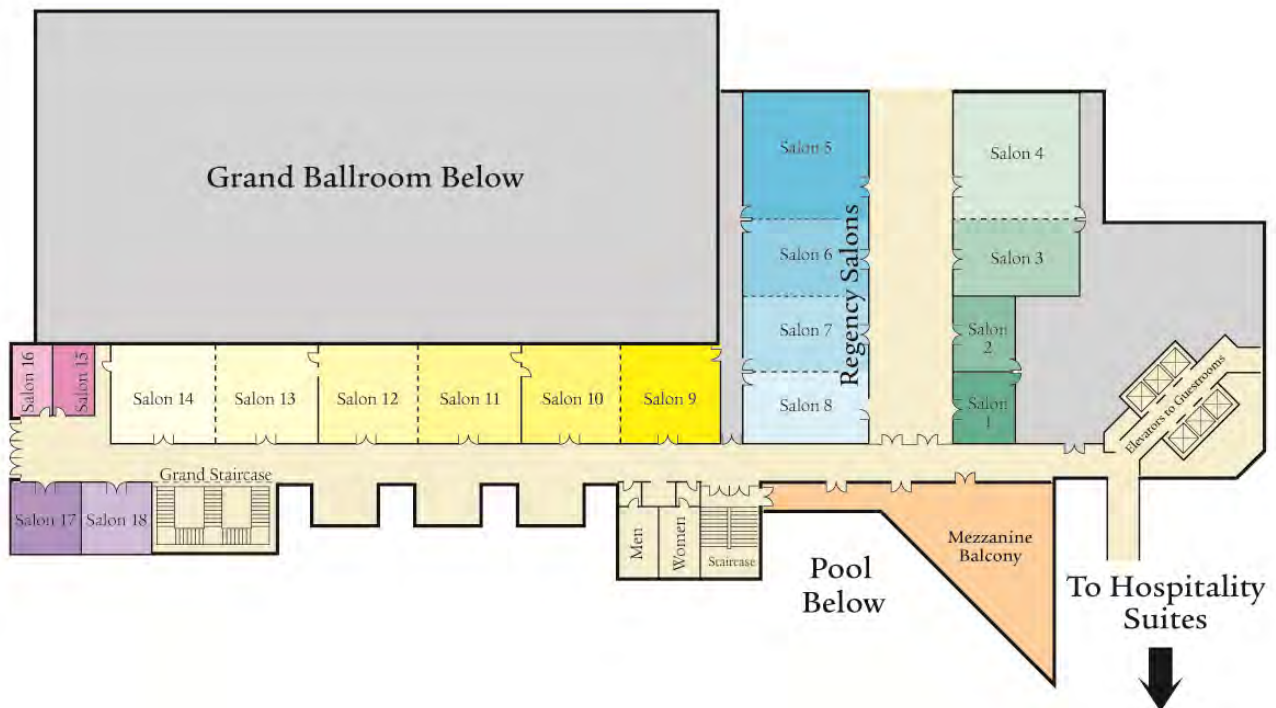 Grand Ballroom Below
Salon 5
Salon 4
Regency Salons
Salon 6
Salon 3
Salon 7
Salon
2
Salon 8
Salon
1
Salon 16
Salon 15
Salon 14
Salon 13
Salon 12
Salon 11
Salon 10
Salon 9
Elevators to Guestrooms
Grand Staircase
Salon 17
Salon 18
Men
Women
Staircase
Mezzanine
Balcony
Pool
Below
To Hospitality
Suites